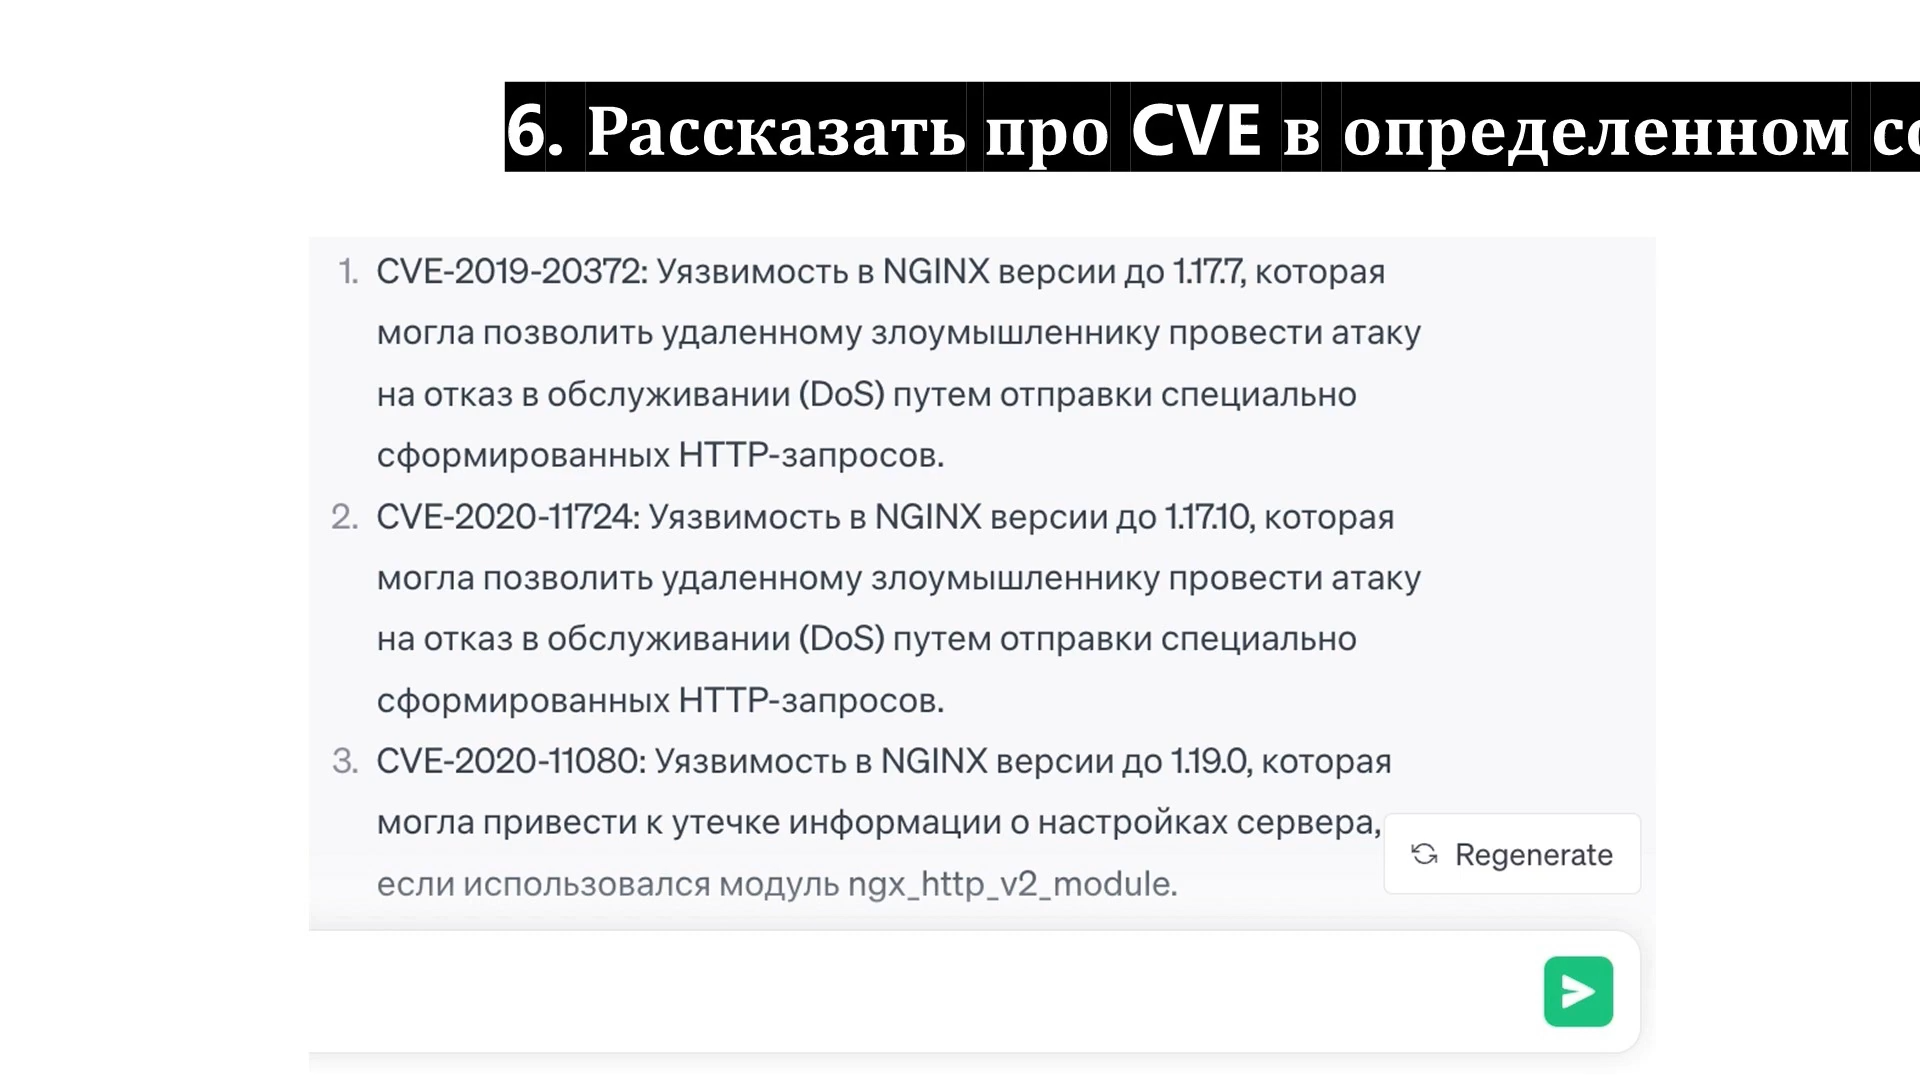 6. Рассказать про CVE в определенном
1. CVE-2019-20372: Уязвимость в NGINX версии до 1.17.7, которая
могла позволить удаленному злоумышленнику провести атаку
на отказ в обслуживании (DoS) путем отправки специально
сформированных HTTP-запросов.
2. CVE-2020-11724: Уязвимость в NGINX версии до 1.17.10, которая
могла позволить удаленному злоумышленнику провести атаку
на отказ в обслуживании (DoS) путем отправки специально
сформированных HTTP-запросов.
3. CVE-2020-11080: Уязвимость в NGINX версии до 1.19.0, которая
могла привести к утечке информации о настройках сервера,
если использовался модуль ngx_http_v2_module.
Regenerate